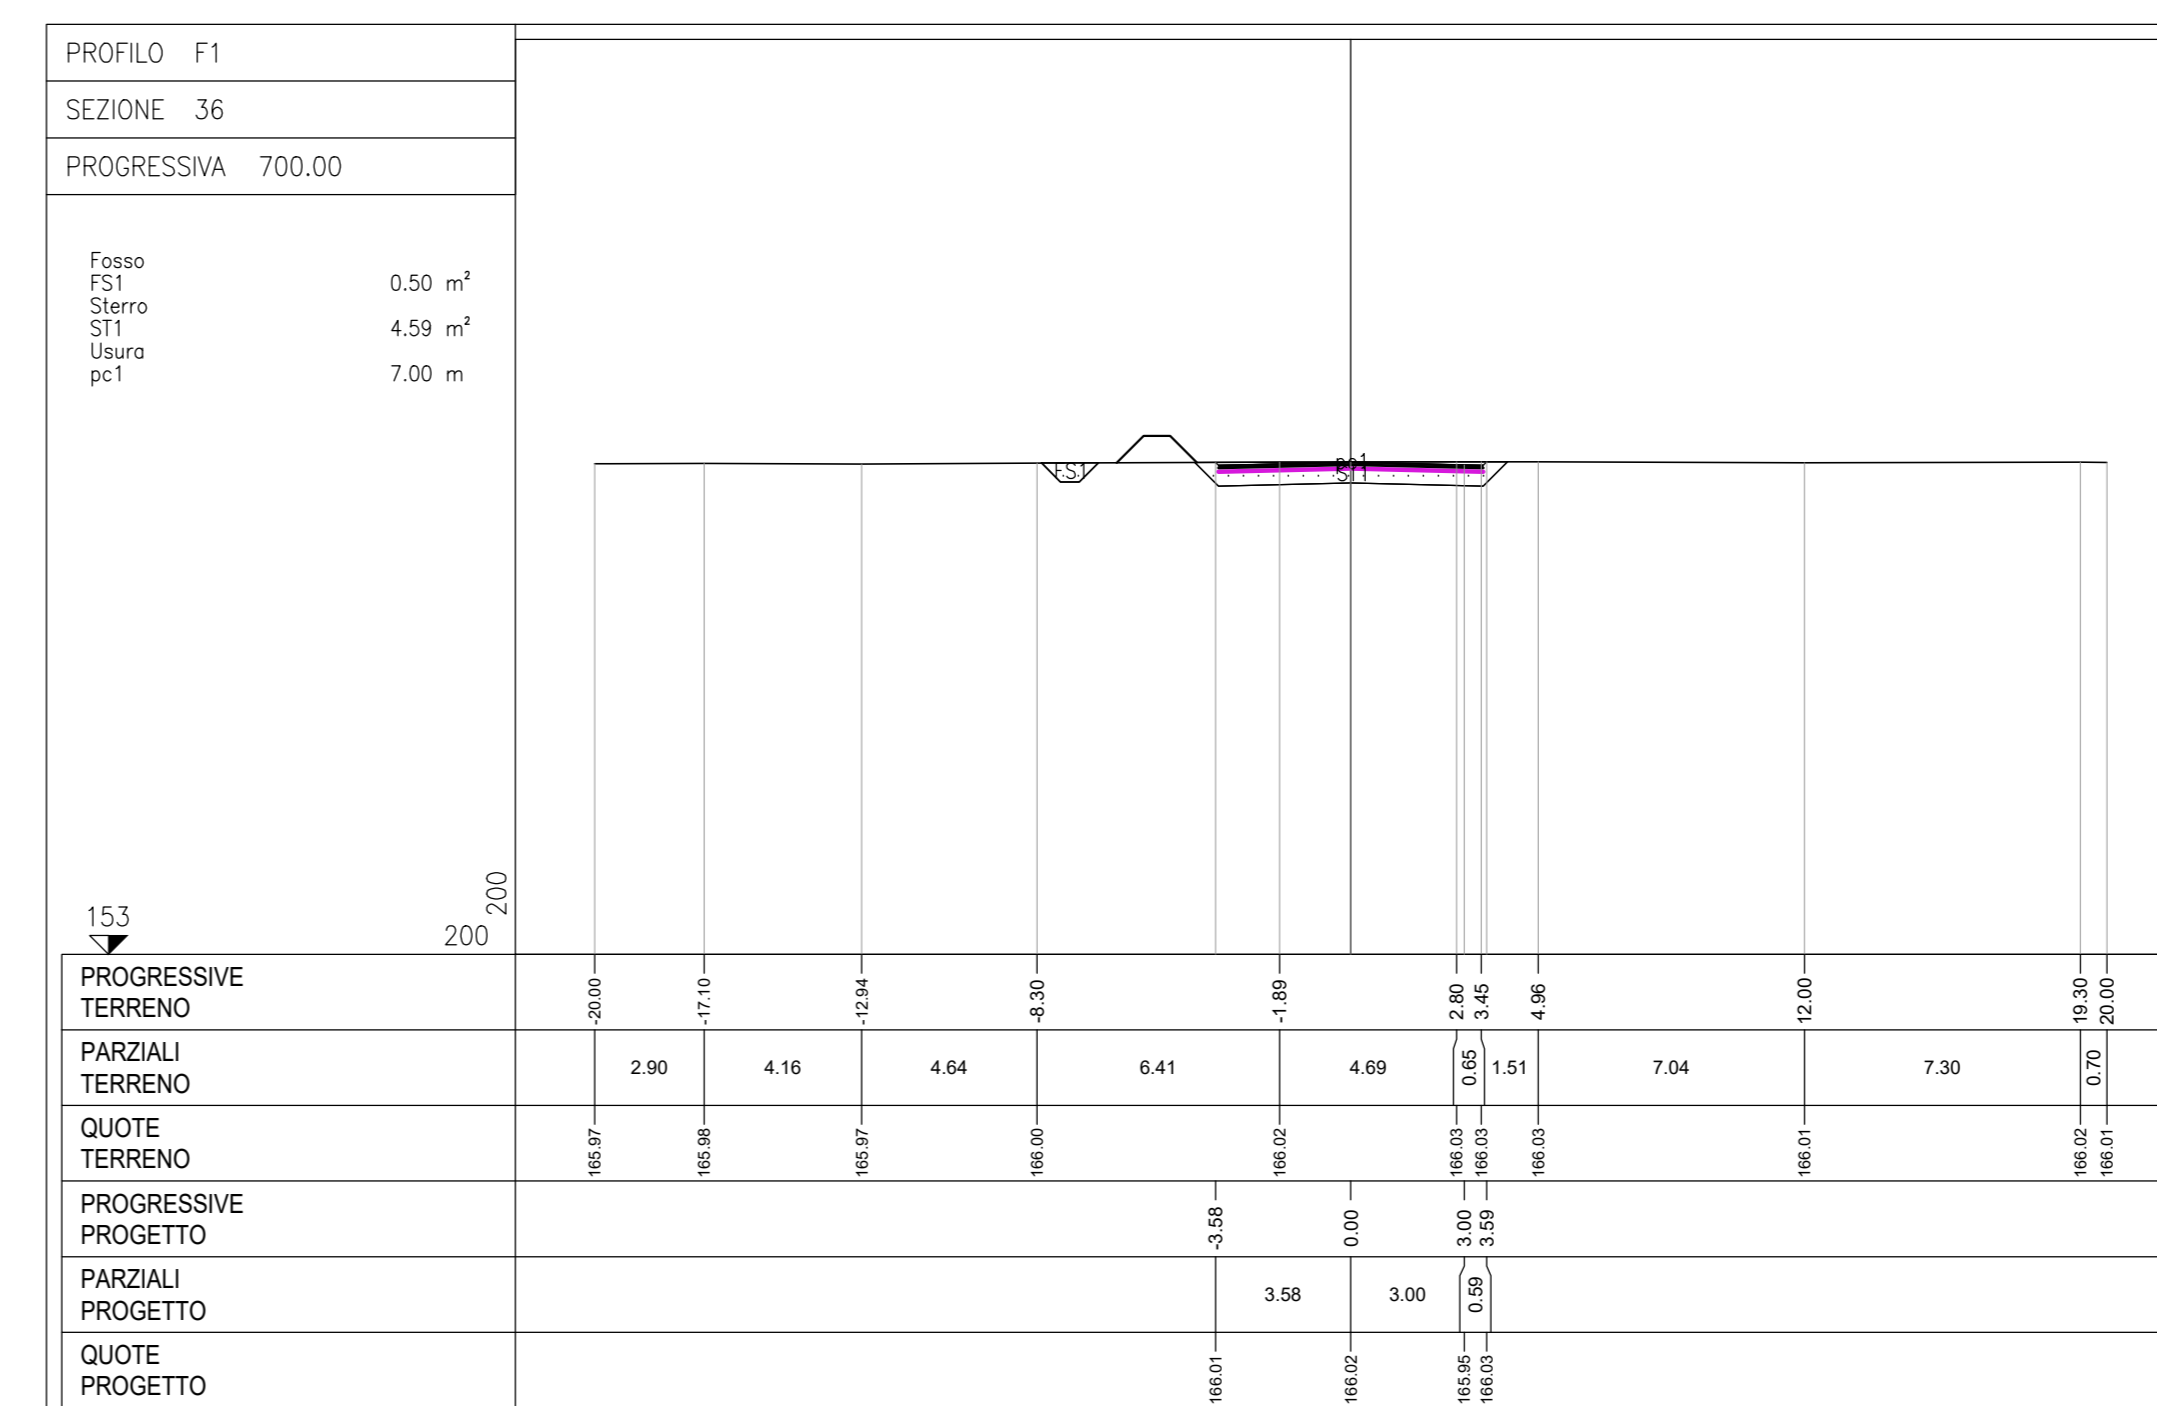 PROFILO F1
SEZIONE 36
PROGRESSIVA 700.00
Fosso
FS1 0.50 m²
Sterro
ST1 4.59 m²
Usura
pc1 7.00 m
FS1
pc1
ST1
153
200
200
PROGRESSIVE
TERRENO
-20.00 -17.10 -12.94 -8.30 -1.89 2.80 3.45 4.96 12.00 19.30 20.00
PARZIALI
TERRENO
2.90 4.16 4.64 6.41 4.69 0.65 1.51 7.04 7.30 0.70
QUOTE
TERRENO
165.97 165.98 165.97 166.00 166.02 166.03 166.03 166.03 166.01 166.02 166.01
PROGRESSIVE
PROGETTO
-3.58 0.00 3.00 3.59
PARZIALI
PROGETTO
3.58 3.00 0.59
QUOTE
PROGETTO
166.01 166.02 165.95 166.03